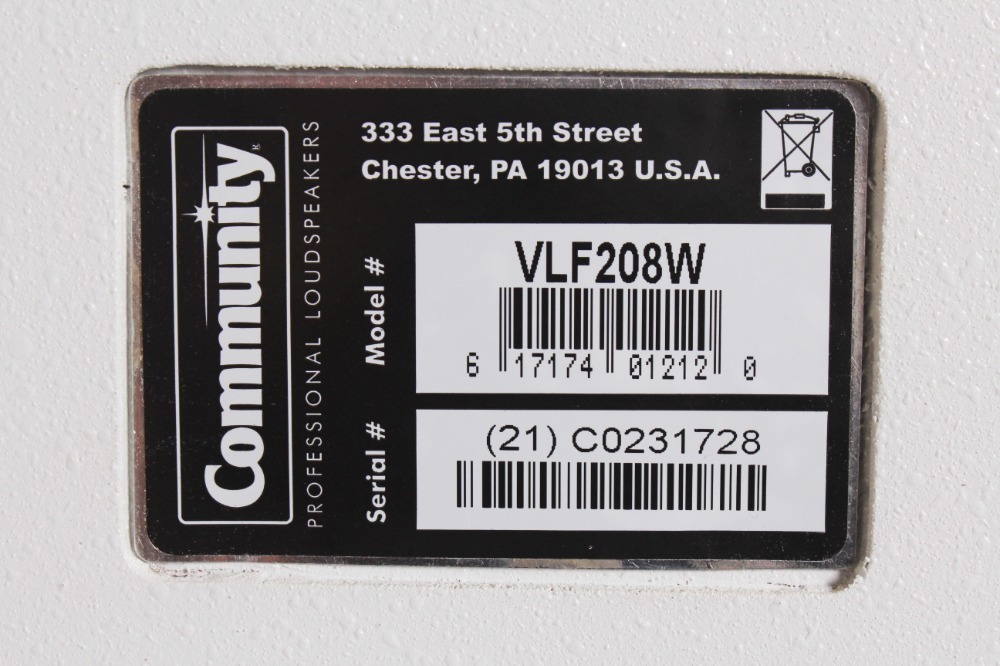 Community®
PROFESSIONAL LOUDSPEAKERS
333 East 5th Street
Chester, PA 19013 U.S.A.
Model #
VLF208W
6 17174 01212 0
Serial #
(21) C0231728